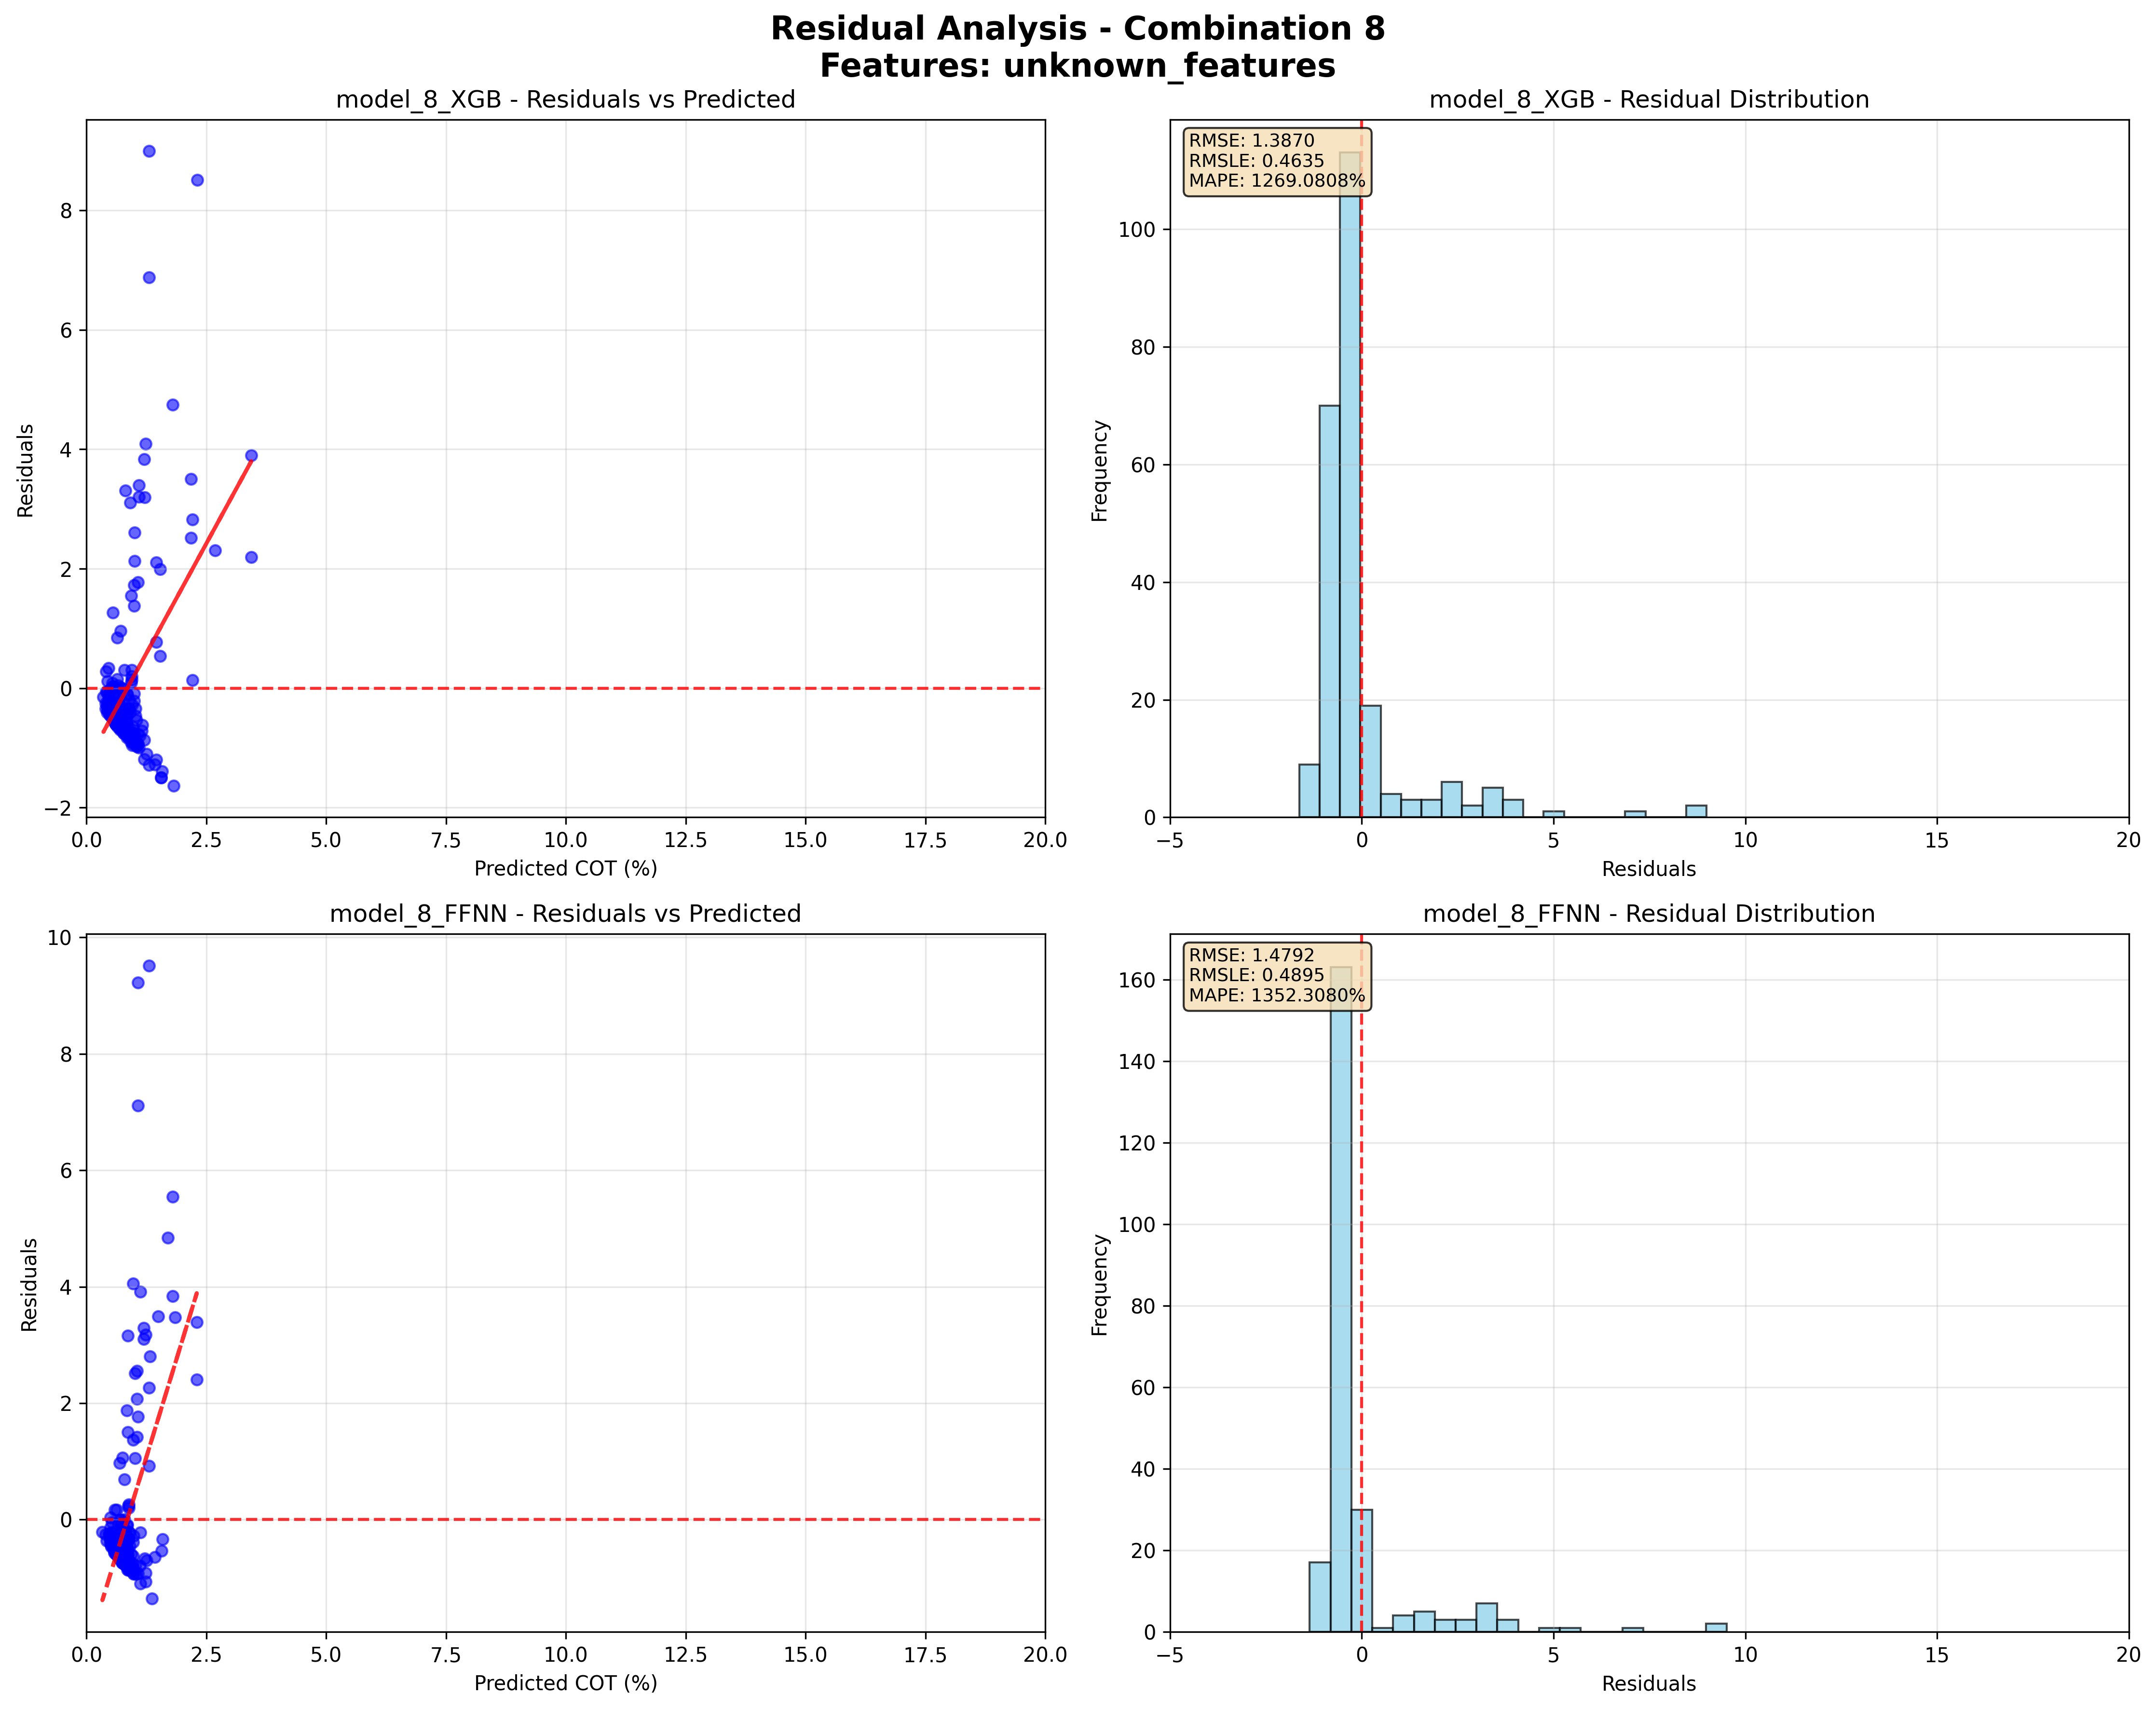 Residual Analysis - Combination 8
Features: unknown_features
model_8_XGB - Residuals vs Predicted
8
6
4
2
0
−2
Residuals
0.0 2.5 5.0 7.5 10.0 12.5 15.0 17.5 20.0
Predicted COT (%)
model_8_XGB - Residual Distribution
RMSE: 1.3870
RMSLE: 0.4635
MAPE: 1269.0808%
100
80
60
40
20
0
Frequency
−5 0 5 10 15 20
Residuals
model_8_FFNN - Residuals vs Predicted
10
8
6
4
2
0
Residuals
0.0 2.5 5.0 7.5 10.0 12.5 15.0 17.5 20.0
Predicted COT (%)
model_8_FFNN - Residual Distribution
RMSE: 1.4792
RMSLE: 0.4895
MAPE: 1352.3080%
160
140
120
100
80
60
40
20
0
Frequency
−5 0 5 10 15 20
Residuals